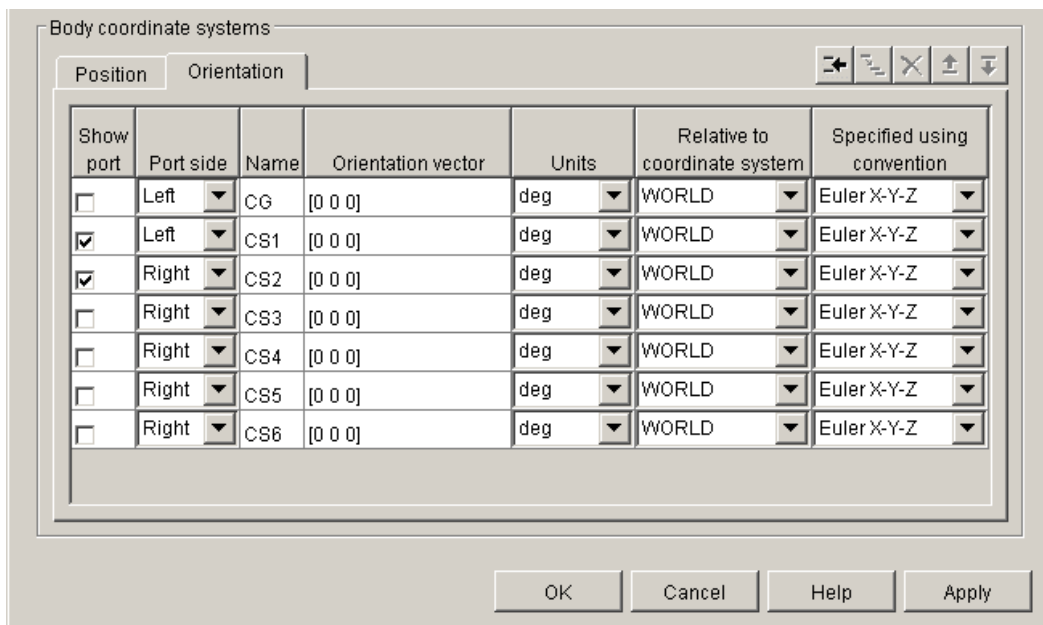 Body coordinate systems
Position Orientation
Show port Port side Name Orientation vector Units Relative to coordinate system Specified using convention
Left CG [0 0 0] deg WORLD Euler X-Y-Z
Left CS1 [0 0 0] deg WORLD Euler X-Y-Z
Right CS2 [0 0 0] deg WORLD Euler X-Y-Z
Right CS3 [0 0 0] deg WORLD Euler X-Y-Z
Right CS4 [0 0 0] deg WORLD Euler X-Y-Z
Right CS5 [0 0 0] deg WORLD Euler X-Y-Z
Right CS6 [0 0 0] deg WORLD Euler X-Y-Z
OK Cancel Help Apply